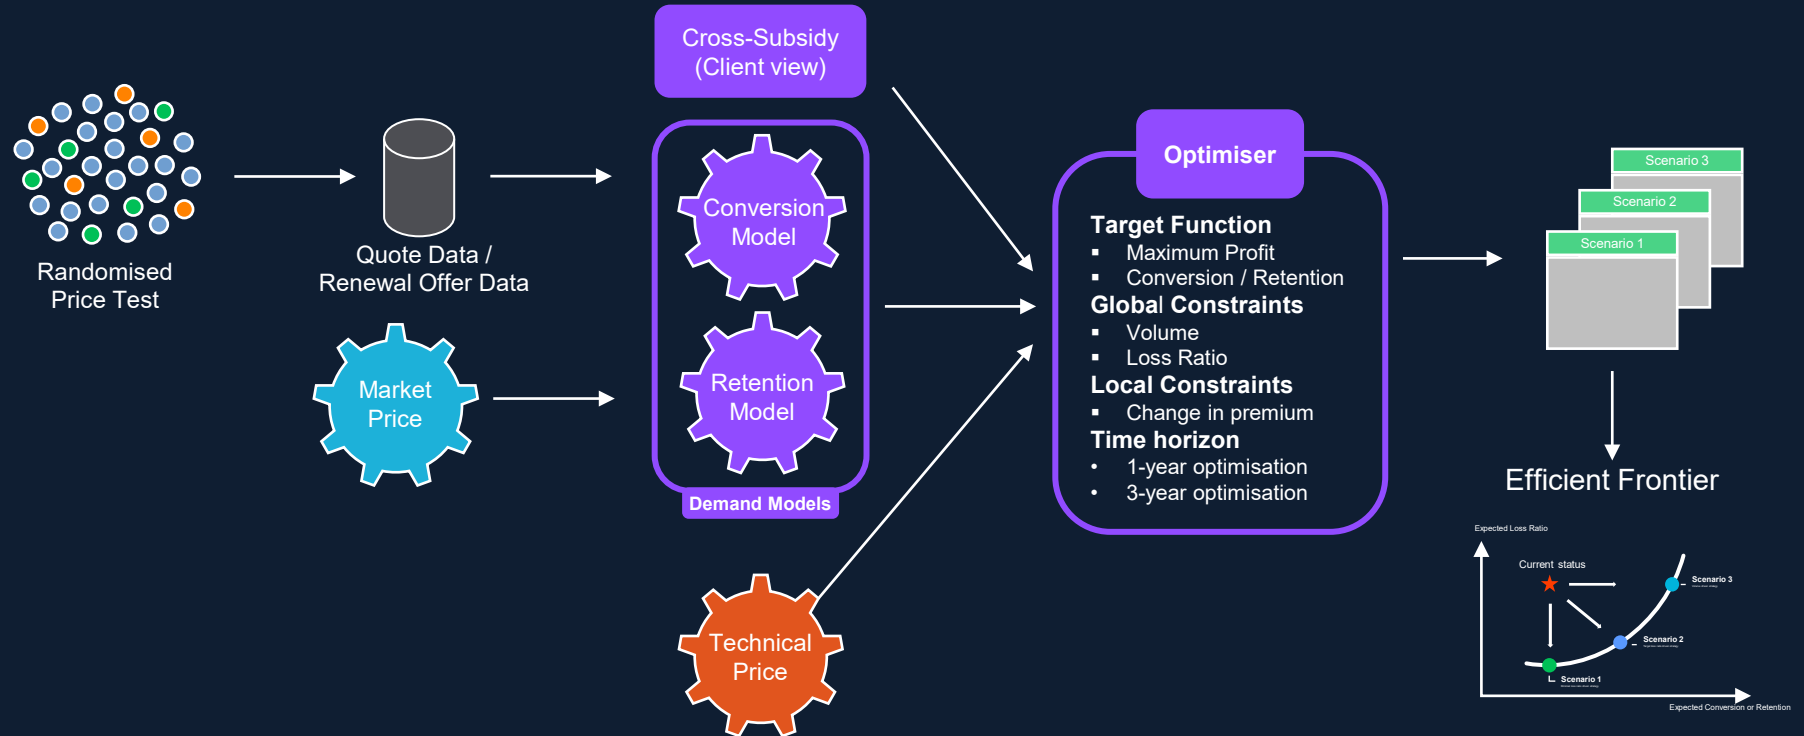 Cross-Subsidy
(Client view)
Randomised
Price Test
Quote Data /
Renewal Offer Data
Market
Price
Conversion
Model
Retention
Model
Demand Models
Technical
Price
Optimiser
Target Function
▪ Maximum Profit
▪ Conversion / Retention
Global Constraints
▪ Volume
▪ Loss Ratio
Local Constraints
▪ Change in premium
Time horizon
• 1-year optimisation
• 3-year optimisation
Scenario 3
Scenario 2
Scenario 1
Efficient Frontier
Expected Loss Ratio
Current status
Scenario 3
Scenario 2
Scenario 1
Expected Conversion or Retention